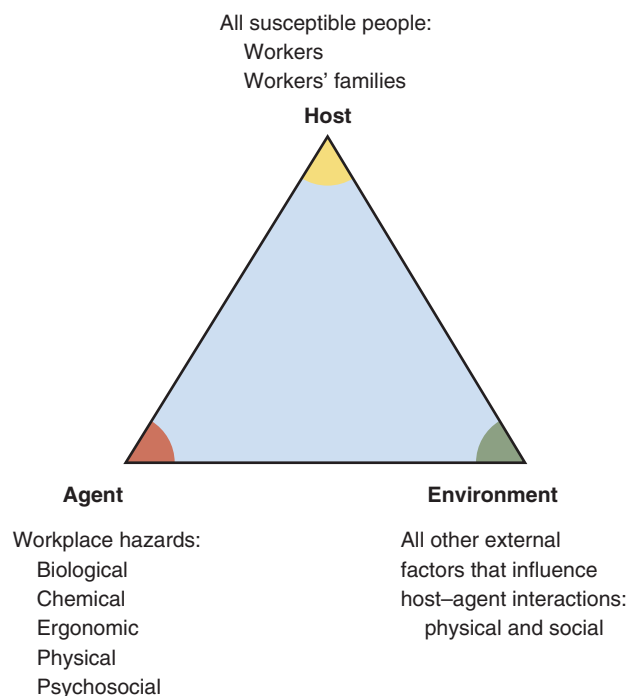 All susceptible people:
Workers
Workers’ families
Host
Agent
Workplace hazards:
Biological
Chemical
Ergonomic
Physical
Psychosocial
Environment
All other external
factors that influence
host–agent interactions:
physical and social